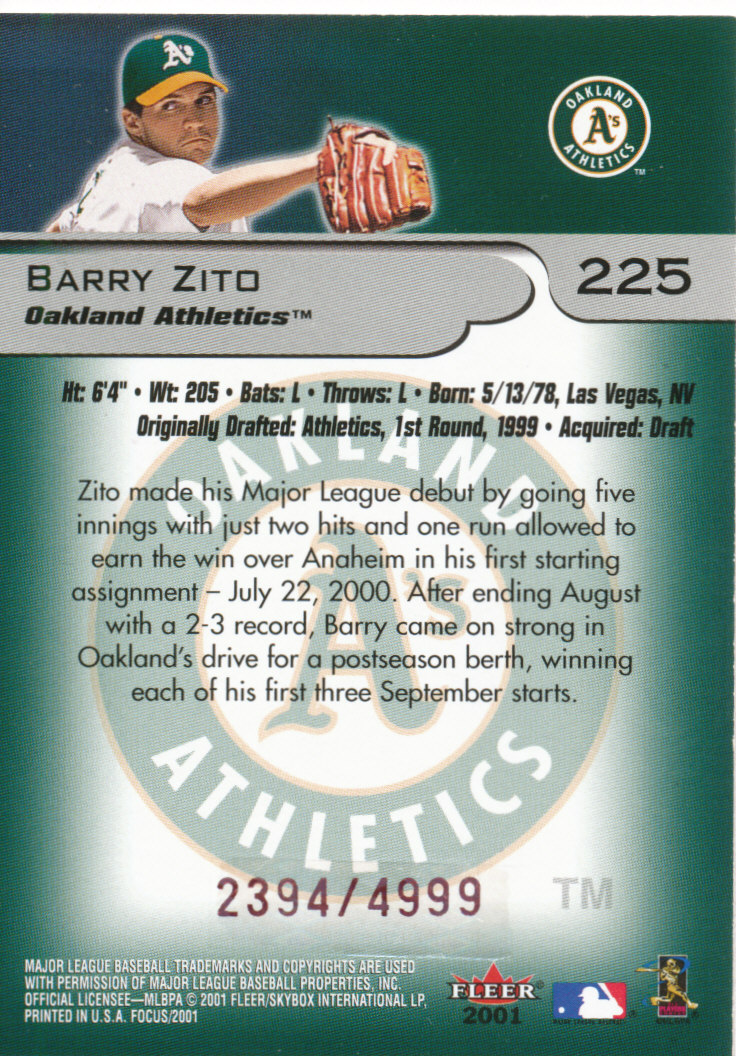 A's
OAKLAND
A's
ATHLETICS
TM
BARRY ZITO
225
Oakland Athletics™
Ht: 6'4" • Wt: 205 • Bats: L • Throws: L • Born: 5/13/78, Las Vegas, NV
Originally Drafted: Athletics, 1st Round, 1999 • Acquired: Draft
OAKLAND
A's
Zito made his Major League debut by going five
innings with just two hits and one run allowed to
earn the win over Anaheim in his first starting
assignment – July 22, 2000. After ending August
with a 2-3 record, Barry came on strong in
Oakland's drive for a postseason berth, winning
each of his first three September starts.
ATHLETICS
2394/4999
TM
MAJOR LEAGUE BASEBALL TRADEMARKS AND COPYRIGHTS ARE USED
WITH PERMISSION OF MAJOR LEAGUE BASEBALL PROPERTIES, INC.
OFFICIAL LICENSEE—MLBPA © 2001 FLEER/SKYBOX INTERNATIONAL LP.
PRINTED IN U.S.A. FOCUS/2001
FLEER®
2001
MAJOR LEAGUE BASEBALL
PLAYERS